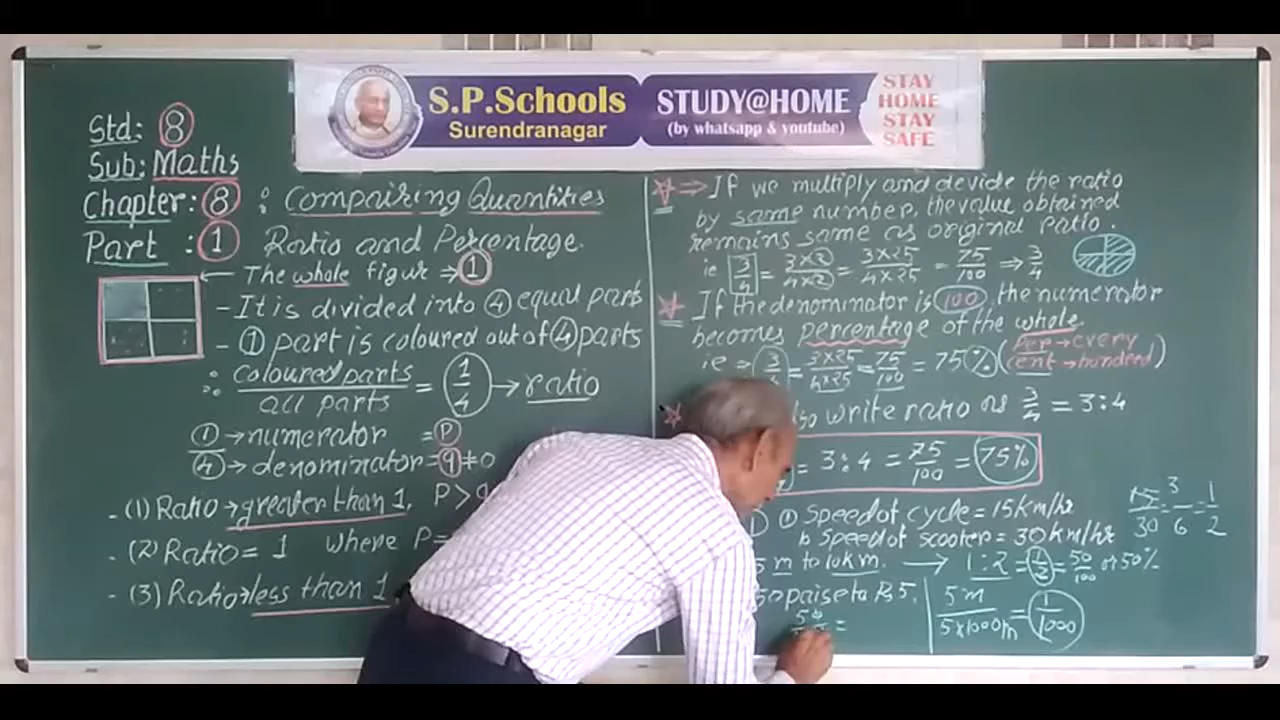 S.P.Schools
Surendranagar
STUDY@HOME
(by whatsapp & youtube)
STAY
HOME
STAY
SAFE
Std: 8
Sub: Maths
Chapter: 8 : Compairing Quantities
Part : 1 Ratio and Percentage.
← The whole figur ⇒ 1
- It is divided into 4 equal parts
- 1 part is coloured out of 4 parts
∴ coloured parts / all parts = 1/4 → ratio
1 → numerator = P
4 → denominator = q ≠ 0
- (1) Ratio → greater than 1, P > q
- (2) Ratio = 1 where P =
- (3) Ratio → less than 1
⇒ If we multiply and devide the ratio
by same number, the value obtained
remains same as original ratio.
ie 3/4 = 3×2/4×2 = 3×25/4×25 = 75/100 ⇒ 3/4
If the denominator is 100, the numerator
becomes percentage of the whole.
ie ⇒ 3/4 = 3×25/4×25 = 75/100 = 75% (per → every
cent → hundred)
write ratio as 3/4 = 3:4
= 3:4 = 75/100 = 75%
a Speed of cycle = 15 km/hr
b Speed of scooter = 30 km/hr
15/30 = 3/6 = 1/2
5 m to 10 km. → 1:2 = 1/2 = 50/100 or 50%
50 paise to Rs 5.
5 m / 5×1000 m = 1/1000